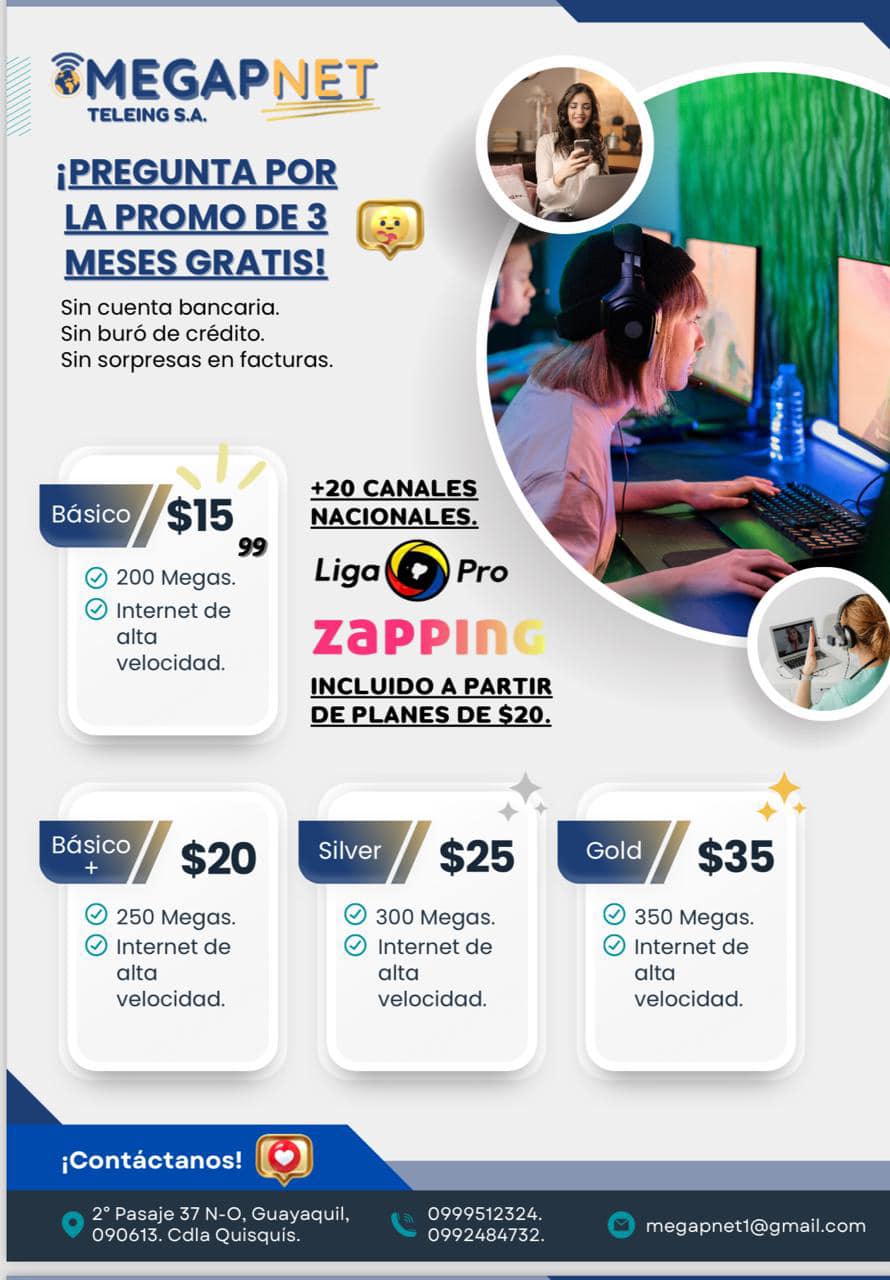 MEGAPNET
TELEING S.A.
¡PREGUNTA POR
LA PROMO DE 3
MESES GRATIS!
Sin cuenta bancaria.
Sin buró de crédito.
Sin sorpresas en facturas.
Básico
$15
99
200 Megas.
Internet de
alta
velocidad.
+20 CANALES
NACIONALES.
Liga Pro
zapping
INCLUIDO A PARTIR
DE PLANES DE $20.
Básico
+
$20
250 Megas.
Internet de
alta
velocidad.
Silver
$25
300 Megas.
Internet de
alta
velocidad.
Gold
$35
350 Megas.
Internet de
alta
velocidad.
¡Contáctanos!
2° Pasaje 37 N-O, Guayaquil,
090613. Cdla Quisquís.
0999512324.
0992484732.
megapnet1@gmail.com